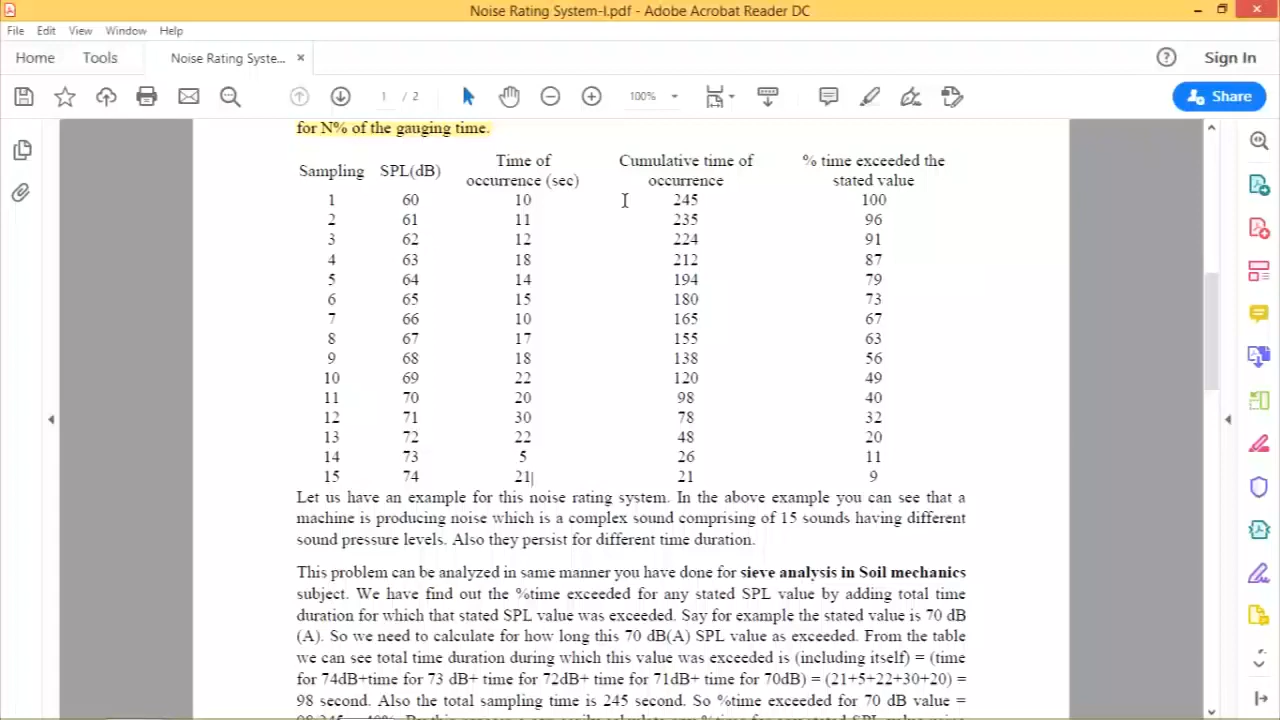 Noise Rating System-I.pdf - Adobe Acrobat Reader DC
File Edit View Window Help
Home Tools Noise Rating Syste... × Sign In
1 / 2 100% Share
for N% of the gauging time.
Sampling SPL(dB) Time of occurrence (sec) Cumulative time of occurrence % time exceeded the stated value
1 60 10 245 100
2 61 11 235 96
3 62 12 224 91
4 63 18 212 87
5 64 14 194 79
6 65 15 180 73
7 66 10 165 67
8 67 17 155 63
9 68 18 138 56
10 69 22 120 49
11 70 20 98 40
12 71 30 78 32
13 72 22 48 20
14 73 5 26 11
15 74 21 21 9
Let us have an example for this noise rating system. In the above example you can see that a
machine is producing noise which is a complex sound comprising of 15 sounds having different
sound pressure levels. Also they persist for different time duration.
This problem can be analyzed in same manner you have done for sieve analysis in Soil mechanics
subject. We have find out the %time exceeded for any stated SPL value by adding total time
duration for which that stated SPL value was exceeded. Say for example the stated value is 70 dB
(A). So we need to calculate for how long this 70 dB(A) SPL value as exceeded. From the table
we can see total time duration during which this value was exceeded is (including itself) = (time
for 74dB+time for 73 dB+ time for 72dB+ time for 71dB+ time for 70dB) = (21+5+22+30+20) =
98 second. Also the total sampling time is 245 second. So %time exceeded for 70 dB value =